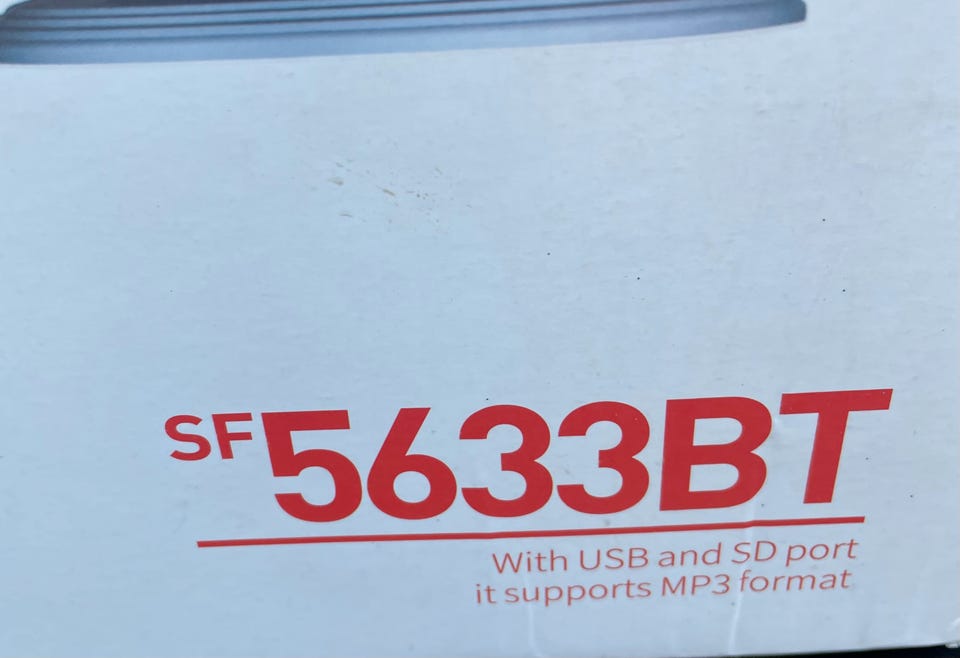 SF5633BT
With USB and SD port
it supports MP3 format